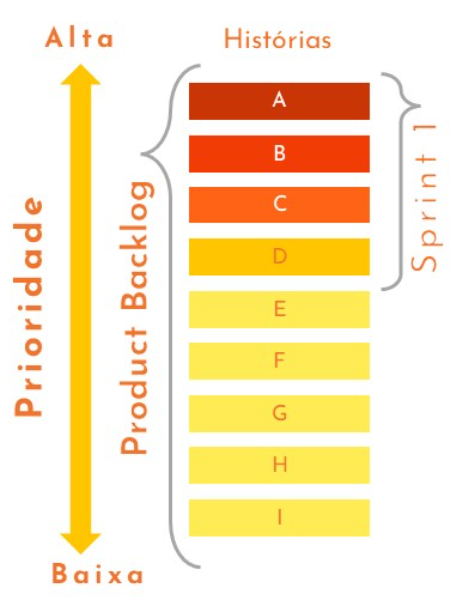 Alta
Histórias
Prioridade
Product Backlog
A
B
C
D
E
F
G
H
I
Sprint 1
Baixa